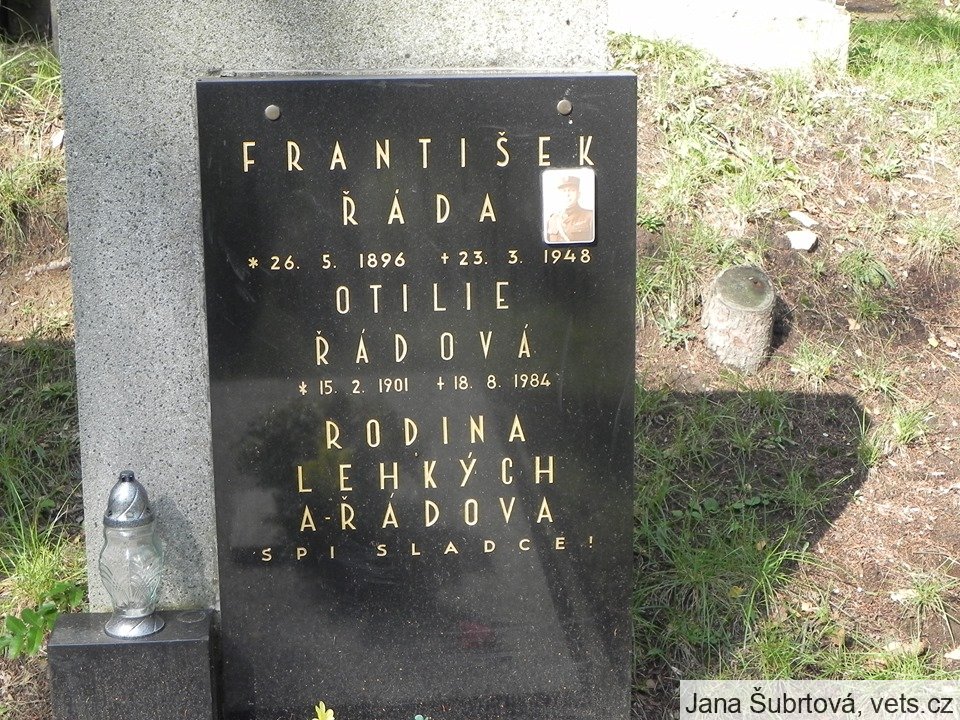 FRANTIŠEK
ŘÁDA
* 26. 5. 1896 +23. 3. 1948
OTILIE
ŘÁDOVÁ
* 15. 2. 1901 +18. 8. 1984
RODINA
LEHKÝCH
A-ŘÁDOVA
SPI SLADCE!
Jana Šubrtová, vets.cz